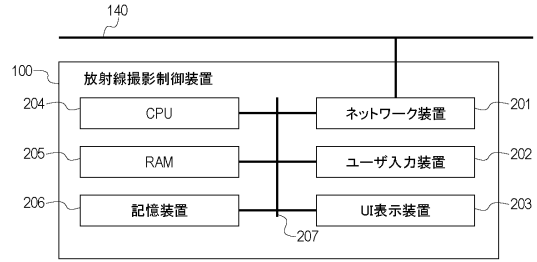 140
100
放射線撮影制御装置
204
CPU
ネットワーク装置
201
205
RAM
ユーザ入力装置
202
206
記憶装置
UI表示装置
203
207